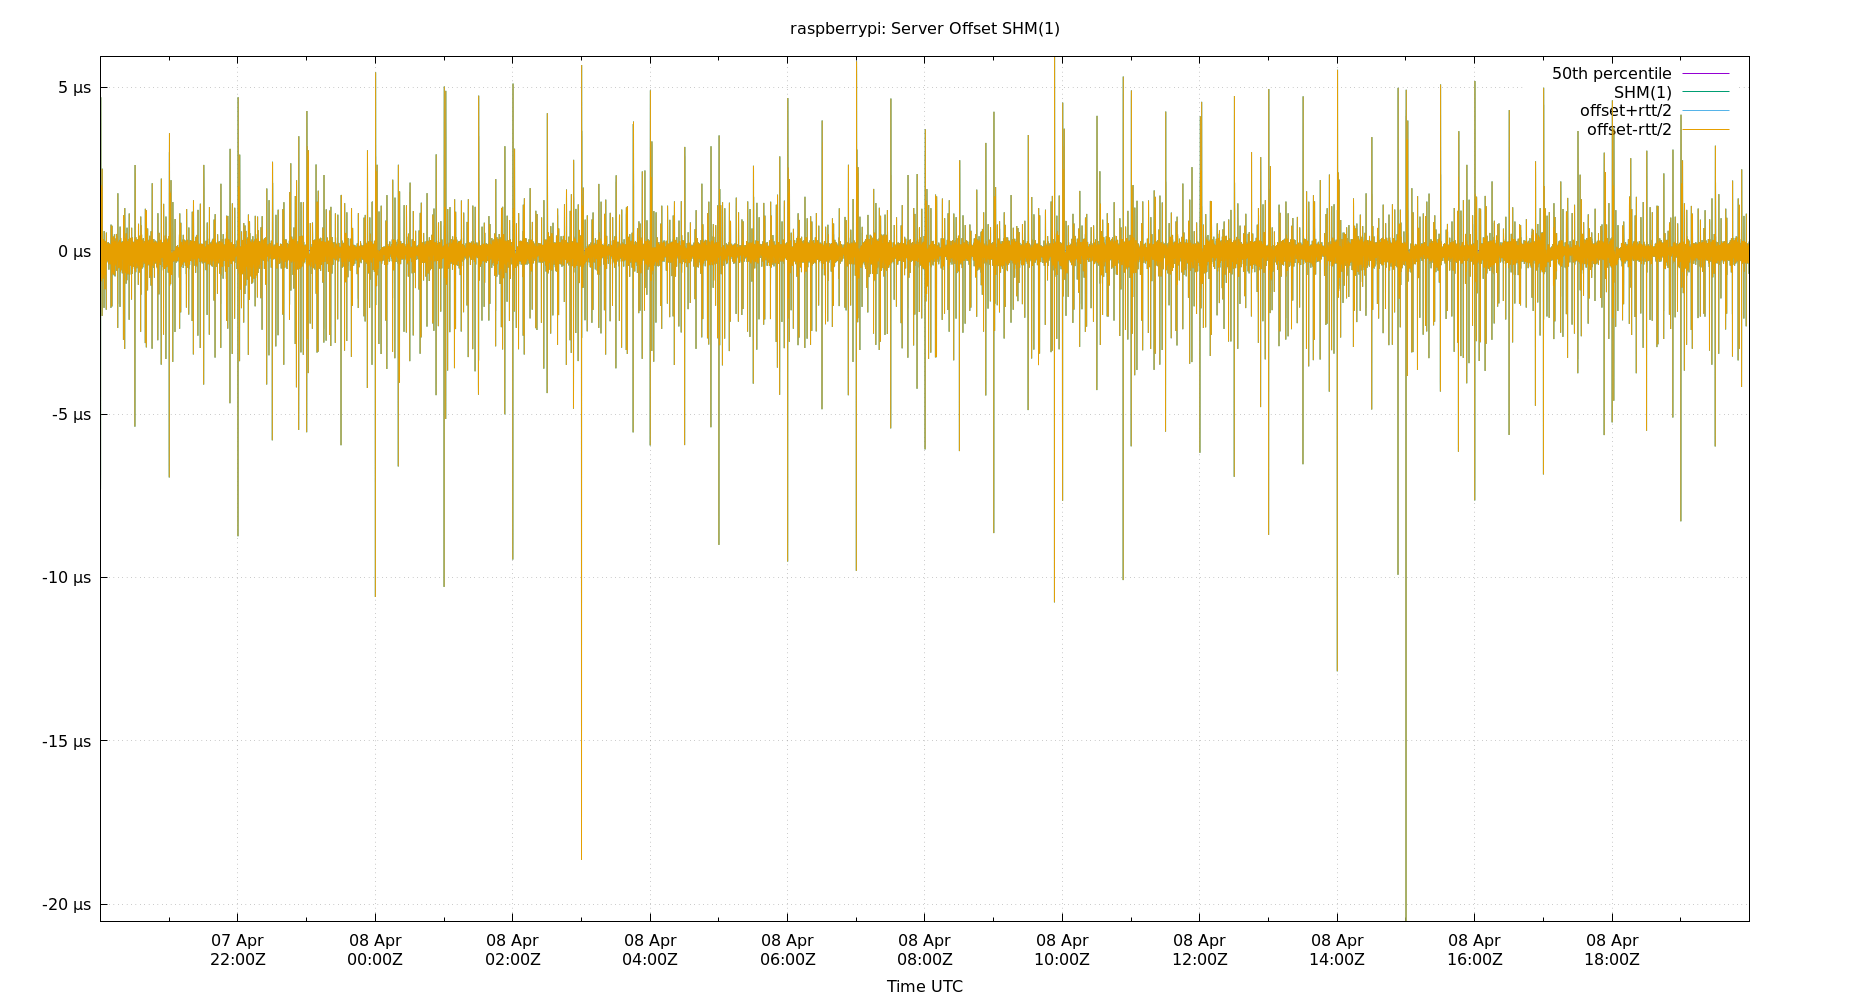 raspberrypi: Server Offset SHM(1)
50th percentile
SHM(1)
offset+rtt/2
offset-rtt/2
5 µs
0 µs
-5 µs
-10 µs
-15 µs
-20 µs
07 Apr 08 Apr 08 Apr 08 Apr 08 Apr 08 Apr 08 Apr 08 Apr 08 Apr 08 Apr 08 Apr
22:00Z 00:00Z 02:00Z 04:00Z 06:00Z 08:00Z 10:00Z 12:00Z 14:00Z 16:00Z 18:00Z
Time UTC